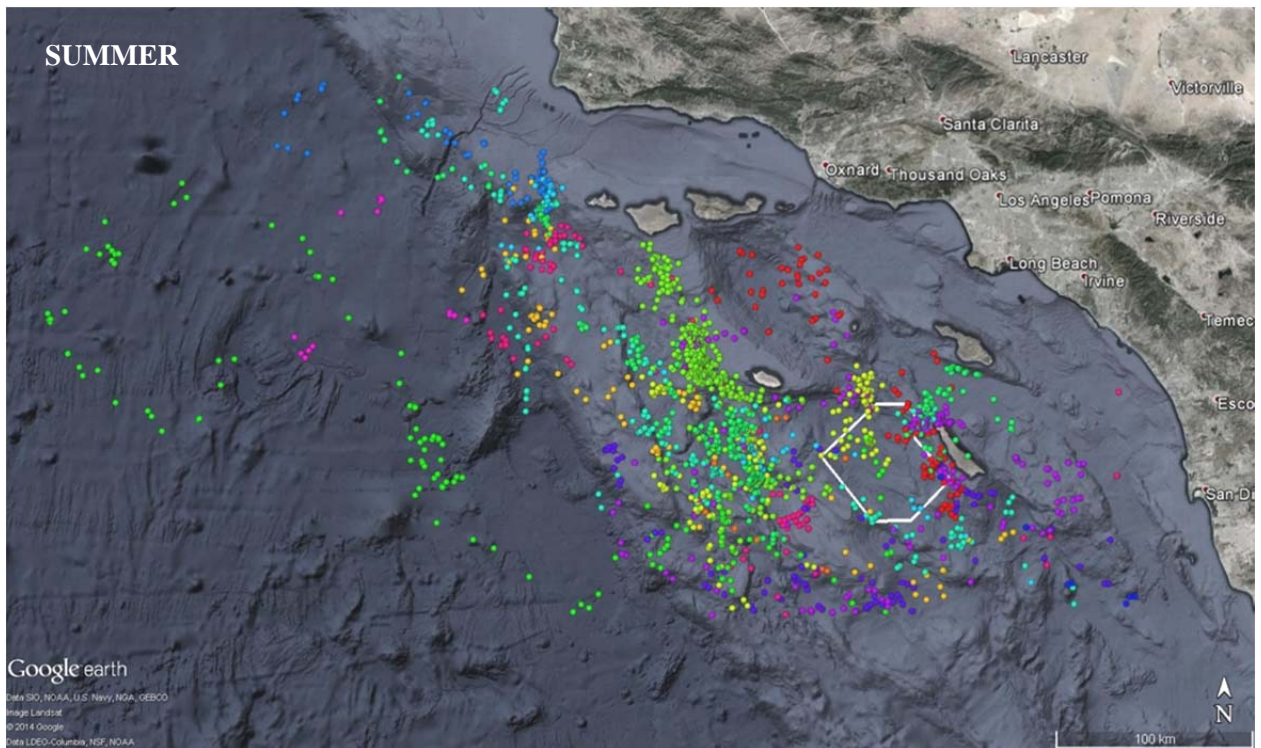 SUMMER
Lancaster
Victorville
Santa Clarita
Oxnard
Thousand Oaks
Los Angeles
Pomona
Riverside
Long Beach
Irvine
Temec
Esco
San Di
Google earth
Data SIO, NOAA, U.S. Navy, NGA, GEBCO
Image Landsat
© 2014 Google
Data LDEO-Columbia, NSF, NOAA
N
100 km